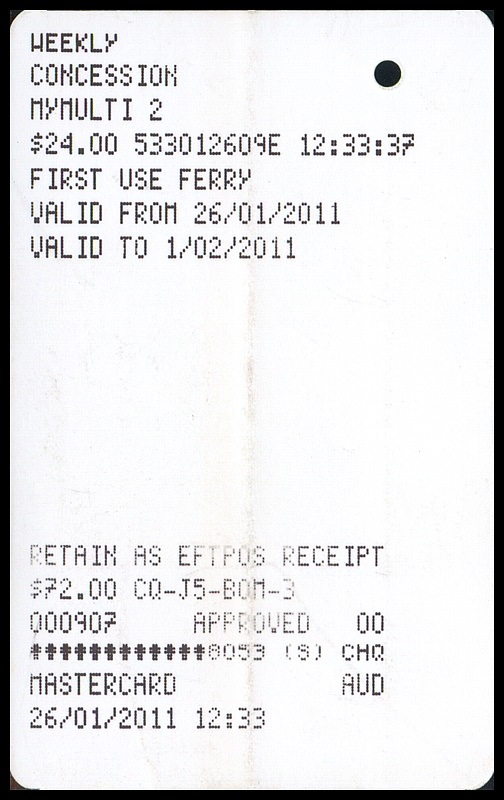 WEEKLY
CONCESSION
MYMULTI 2
$24.00 533012609E 12:33:37
FIRST USE FERRY
VALID FROM 26/01/2011
VALID TO 1/02/2011
RETAIN AS EFTPOS RECEIPT
$72.00 CQ-J5-BOM-3
000907 APPROVED 00
############8053 (S) CHQ
MASTERCARD AUD
26/01/2011 12:33